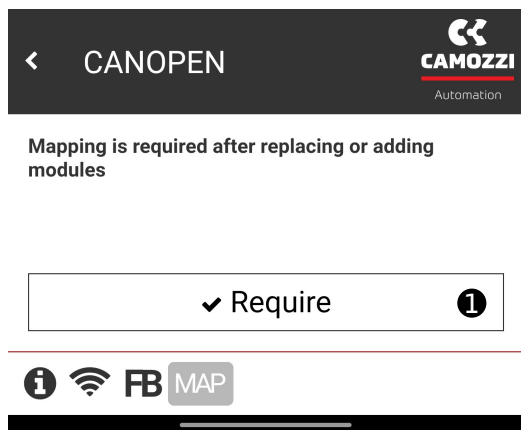 CANOPEN
CAMOZZI
Automation
Mapping is required after replacing or adding
modules
✔ Require
1
FB MAP